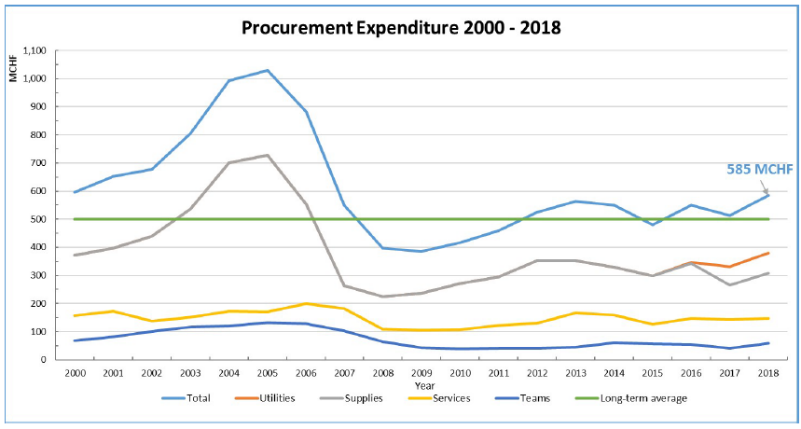 Procurement Expenditure 2000 - 2018
MCHF
1,100
1,000
900
800
700
600
500
400
300
200
100
0
585 MCHF
2000 2001 2002 2003 2004 2005 2006 2007 2008 2009 2010 2011 2012 2013 2014 2015 2016 2017 2018
Year
Total Utilities Supplies Services Teams Long-term average